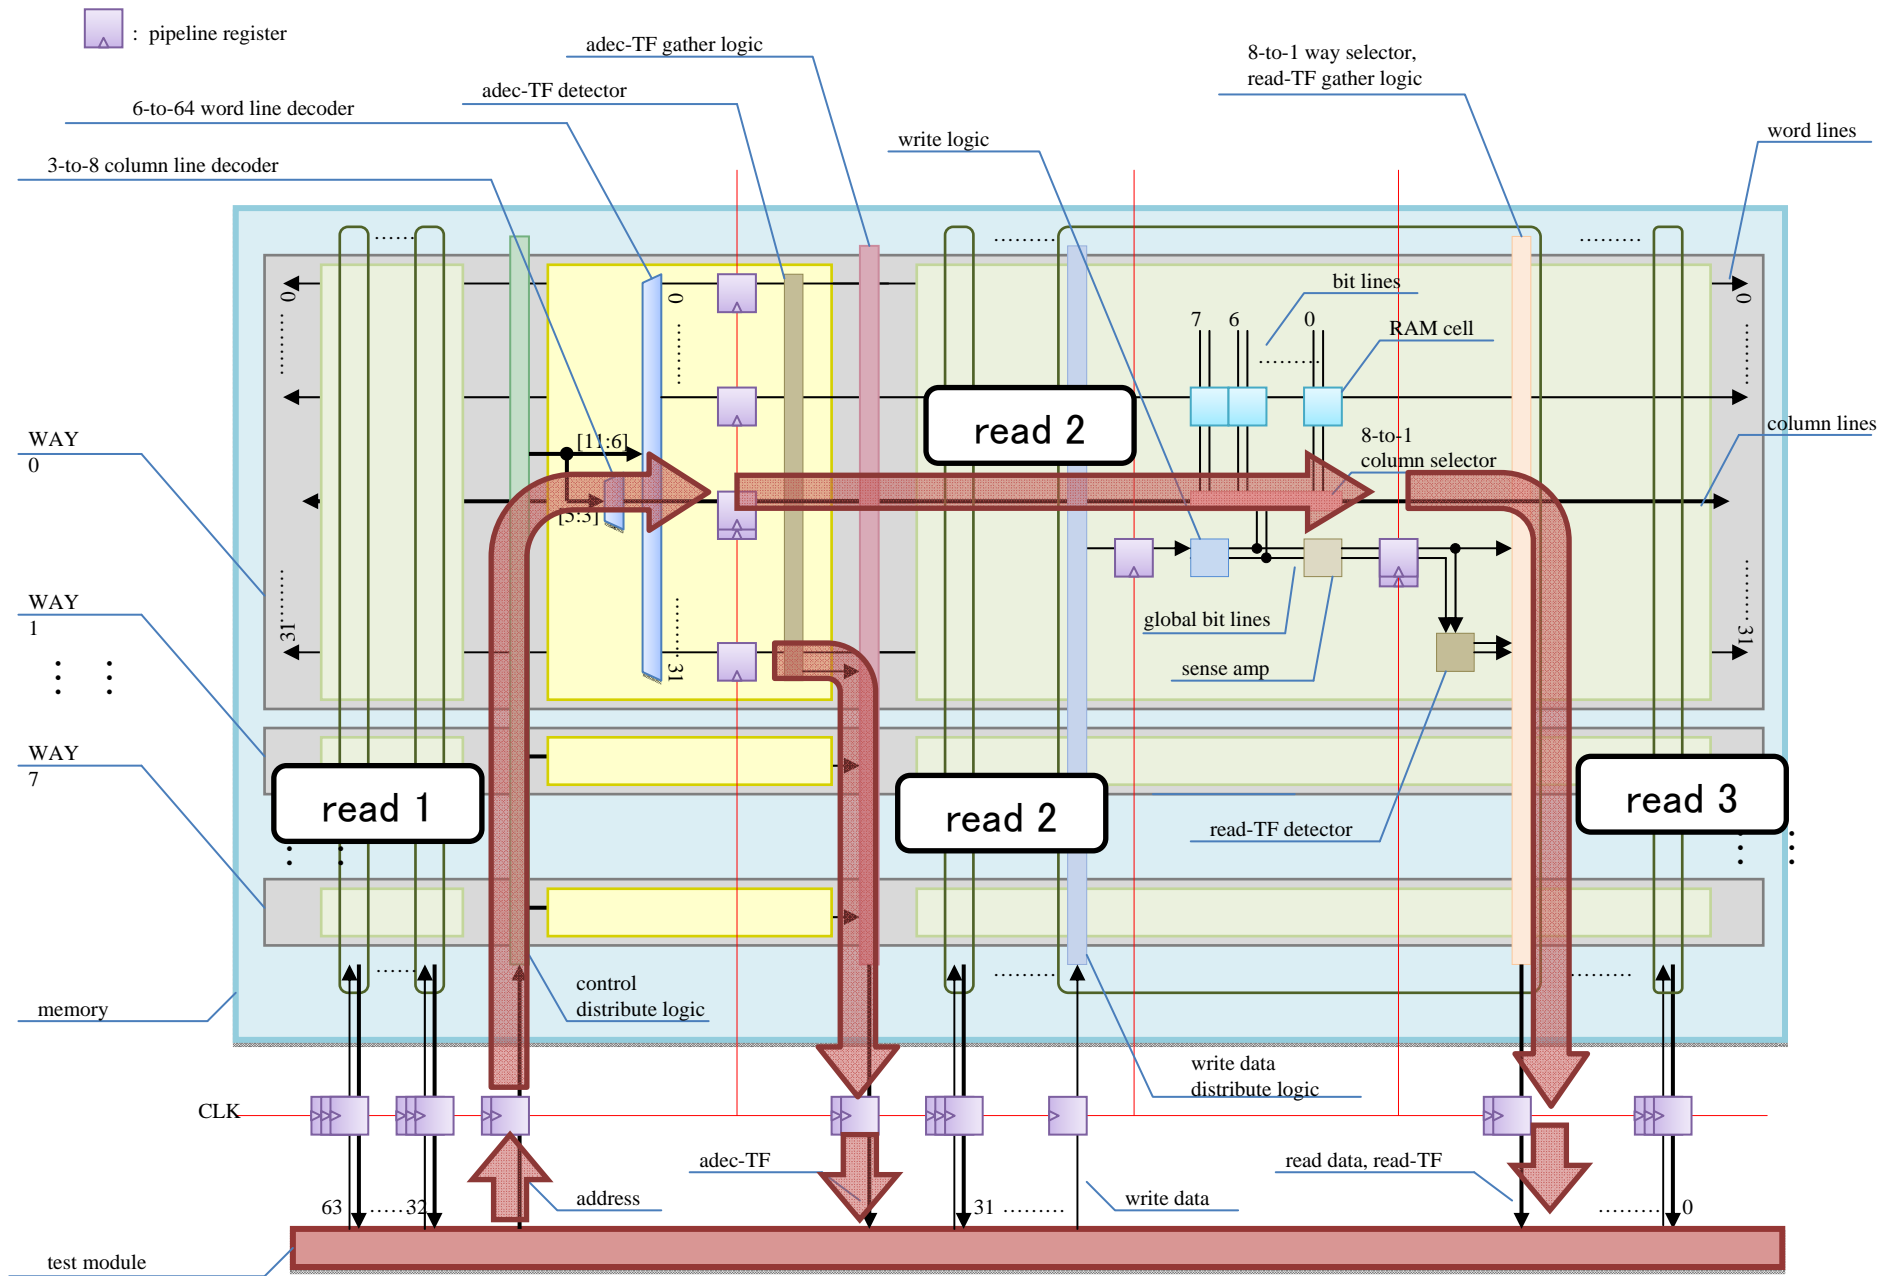 : pipeline register
adec-TF gather logic
8-to-1 way selector,
read-TF gather logic
adec-TF detector
6-to-64 word line decoder
word lines
write logic
3-to-8 column line decoder
.......
.........
.........
0
0
0
bit lines
7 6 0
.........
RAM cell
read 2
WAY
0
[11:6]
8-to-1
column selector
column lines
[5:3]
WAY
1
31
31
31
global bit lines
sense amp
WAY
7
read 1
read 2
read 3
read-TF detector
.......
.........
.........
control
distribute logic
memory
write data
distribute logic
CLK
adec-TF
read data, read-TF
63 ......32
address
31 .........
write data
......... 0
test module